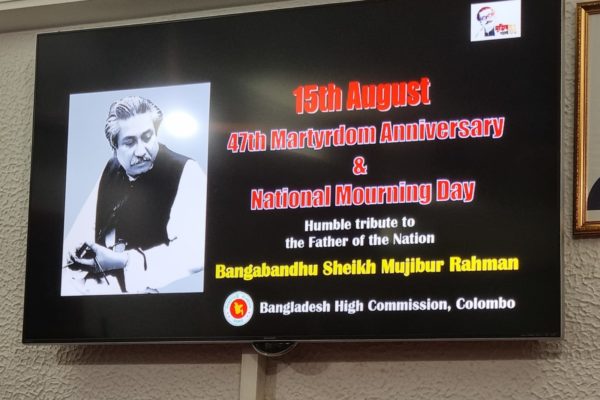 15th August
47th Martyrdom Anniversary
&
National Mourning Day
Humble tribute to
the Father of the Nation
Bangabandhu Sheikh Mujibur Rahman
Bangladesh High Commission, Colombo